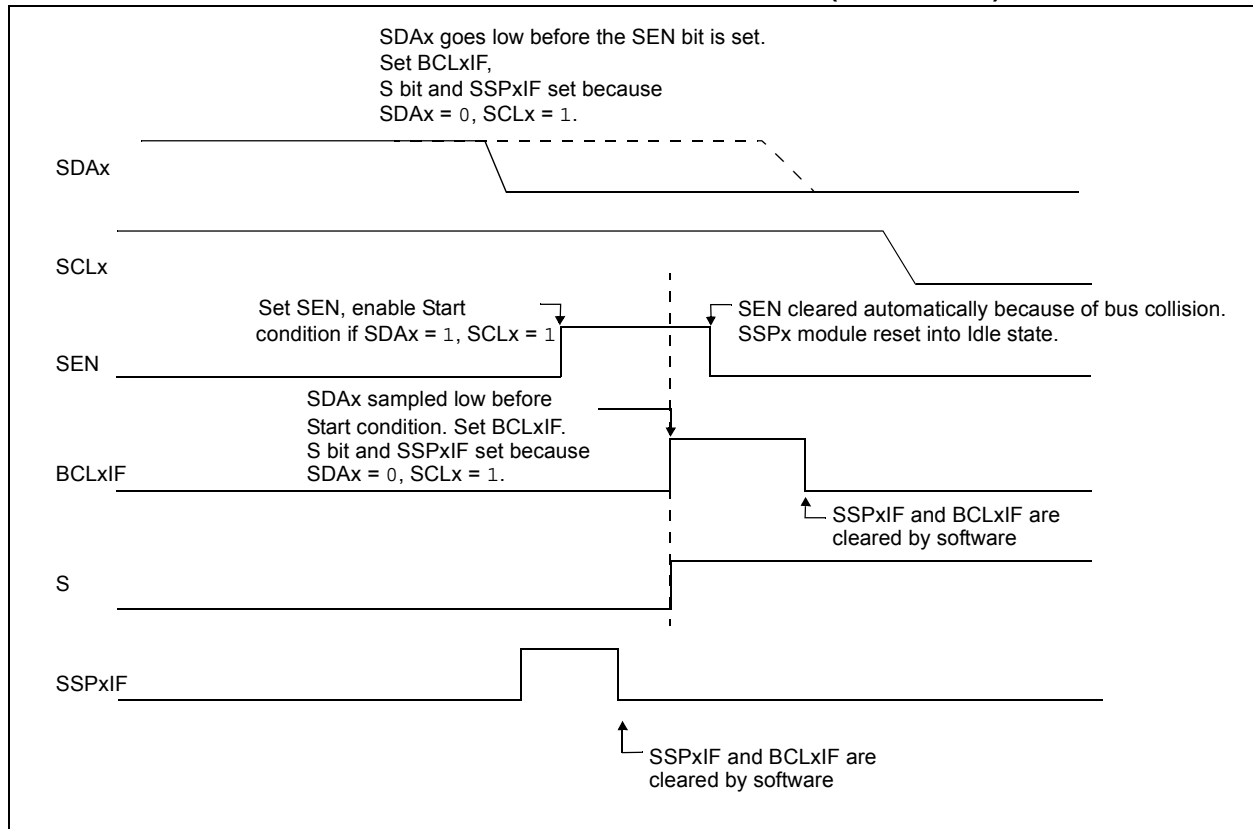 SDAx goes low before the SEN bit is set.
Set BCLxIF,
S bit and SSPxIF set because
SDAx = 0, SCLx = 1.
SDAx
SCLx
Set SEN, enable Start
condition if SDAx = 1, SCLx = 1
SEN cleared automatically because of bus collision.
SSPx module reset into Idle state.
SEN
SDAx sampled low before
Start condition. Set BCLxIF.
S bit and SSPxIF set because
SDAx = 0, SCLx = 1.
BCLxIF
SSPxIF and BCLxIF are
cleared by software
S
SSPxIF
SSPxIF and BCLxIF are
cleared by software